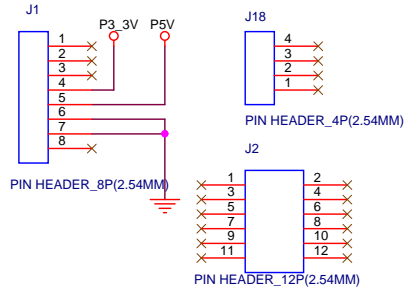 J1
P3_3V
P5V
1
2
3
4
5
6
7
8
PIN HEADER_8P(2.54MM)
J18
4
3
2
1
PIN HEADER_4P(2.54MM)
J2
1 2
3 4
5 6
7 8
9 10
11 12
PIN HEADER_12P(2.54MM)